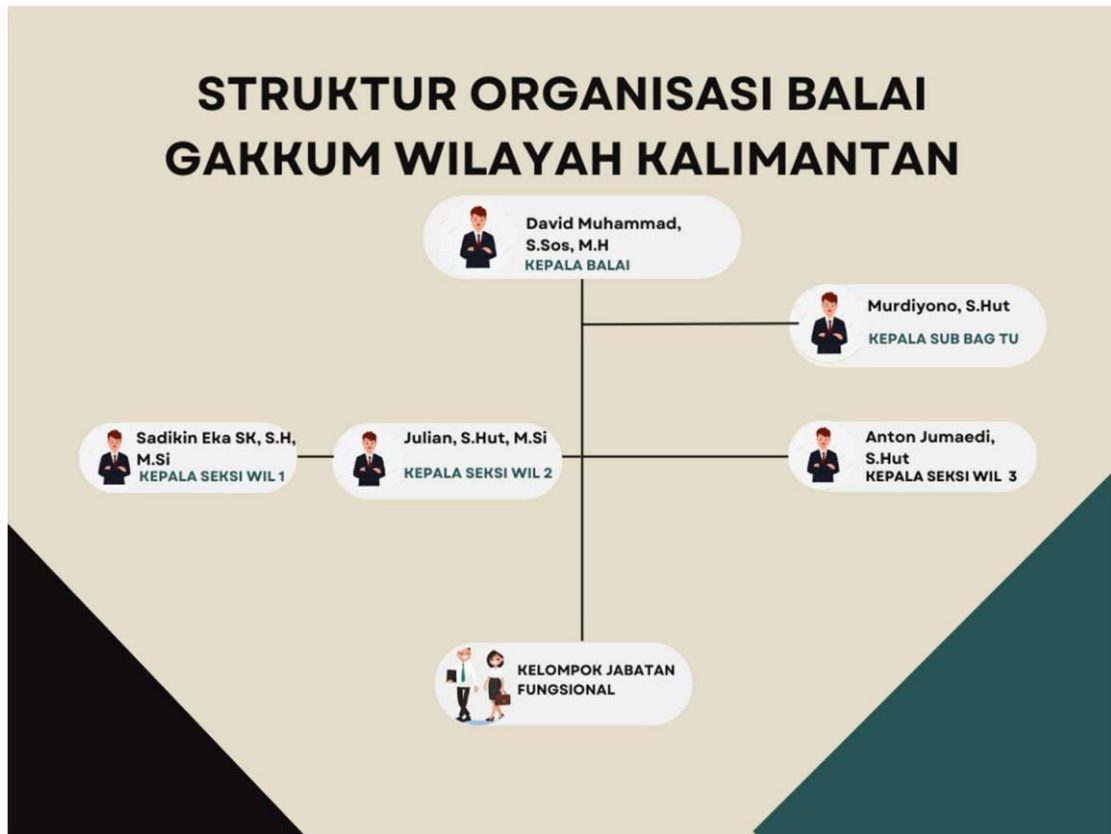 STRUKTUR ORGANISASI BALAI
GAKKUM WILAYAH KALIMANTAN
David Muhammad,
S.Sos, M.H
KEPALA BALAI
Murdiyono, S.Hut
KEPALA SUB BAG TU
Sadikin Eka SK, S.H,
M.Si
KEPALA SEKSI WIL 1
Julian, S.Hut, M.Si
KEPALA SEKSI WIL 2
Anton Jumaedi,
S.Hut
KEPALA SEKSI WIL 3
KELOMPOK JABATAN
FUNGSIONAL